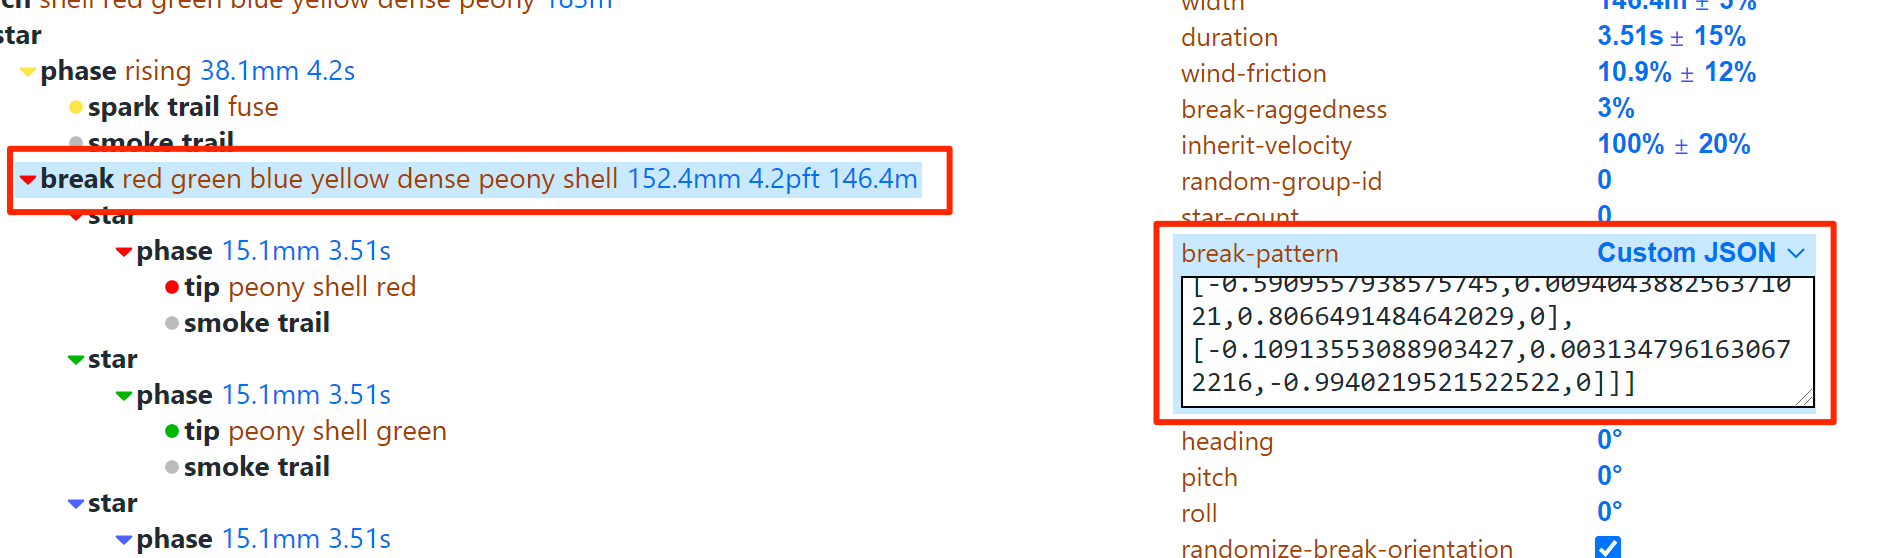 ch shell red green blue yellow dense peony 183m
star
phase rising 38.1mm 4.2s
spark trail fuse
smoke trail
break red green blue yellow dense peony shell 152.4mm 4.2pft 146.4m
star
phase 15.1mm 3.51s
tip peony shell red
smoke trail
star
phase 15.1mm 3.51s
tip peony shell green
smoke trail
star
phase 15.1mm 3.51s
width 146.4m ± 5%
duration 3.51s ± 15%
wind-friction 10.9% ± 12%
break-raggedness 3%
inherit-velocity 100% ± 20%
random-group-id 0
star-count 0
break-pattern Custom JSON
[-0.5909557938575745,0.0094043882563710
21,0.8066491484642029,0],
[-0.10913553088903427,0.003134796163067
2216,-0.9940219521522522,0]]]
heading 0°
pitch 0°
roll 0°
randomize-break-orientation